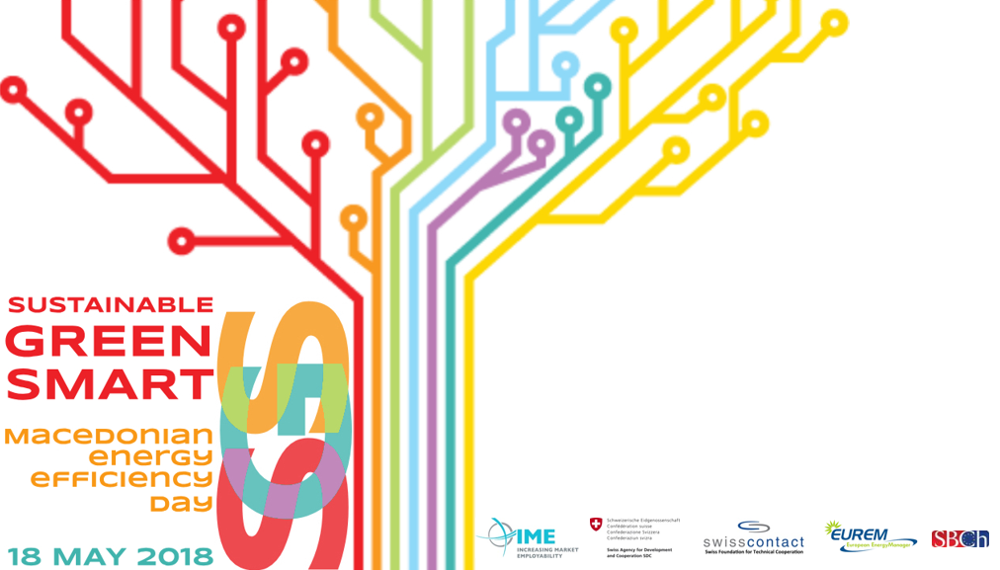 SUSTAINABLE
GREEN
SMART
MACEDONIAN
ENERGY
EFFICIENCY
DAY
18 MAY 2018
SGS
IME
INCREASING MARKET
EMPLOYABILITY
Schweizerische Eidgenossenschaft
Confédération suisse
Confederazione Svizzera
Confederaziun svizra
Swiss Agency for Development
and Cooperation SDC
swisscontact
Swiss Foundation for Technical Cooperation
EUREM
European EnergyManager
SBCh